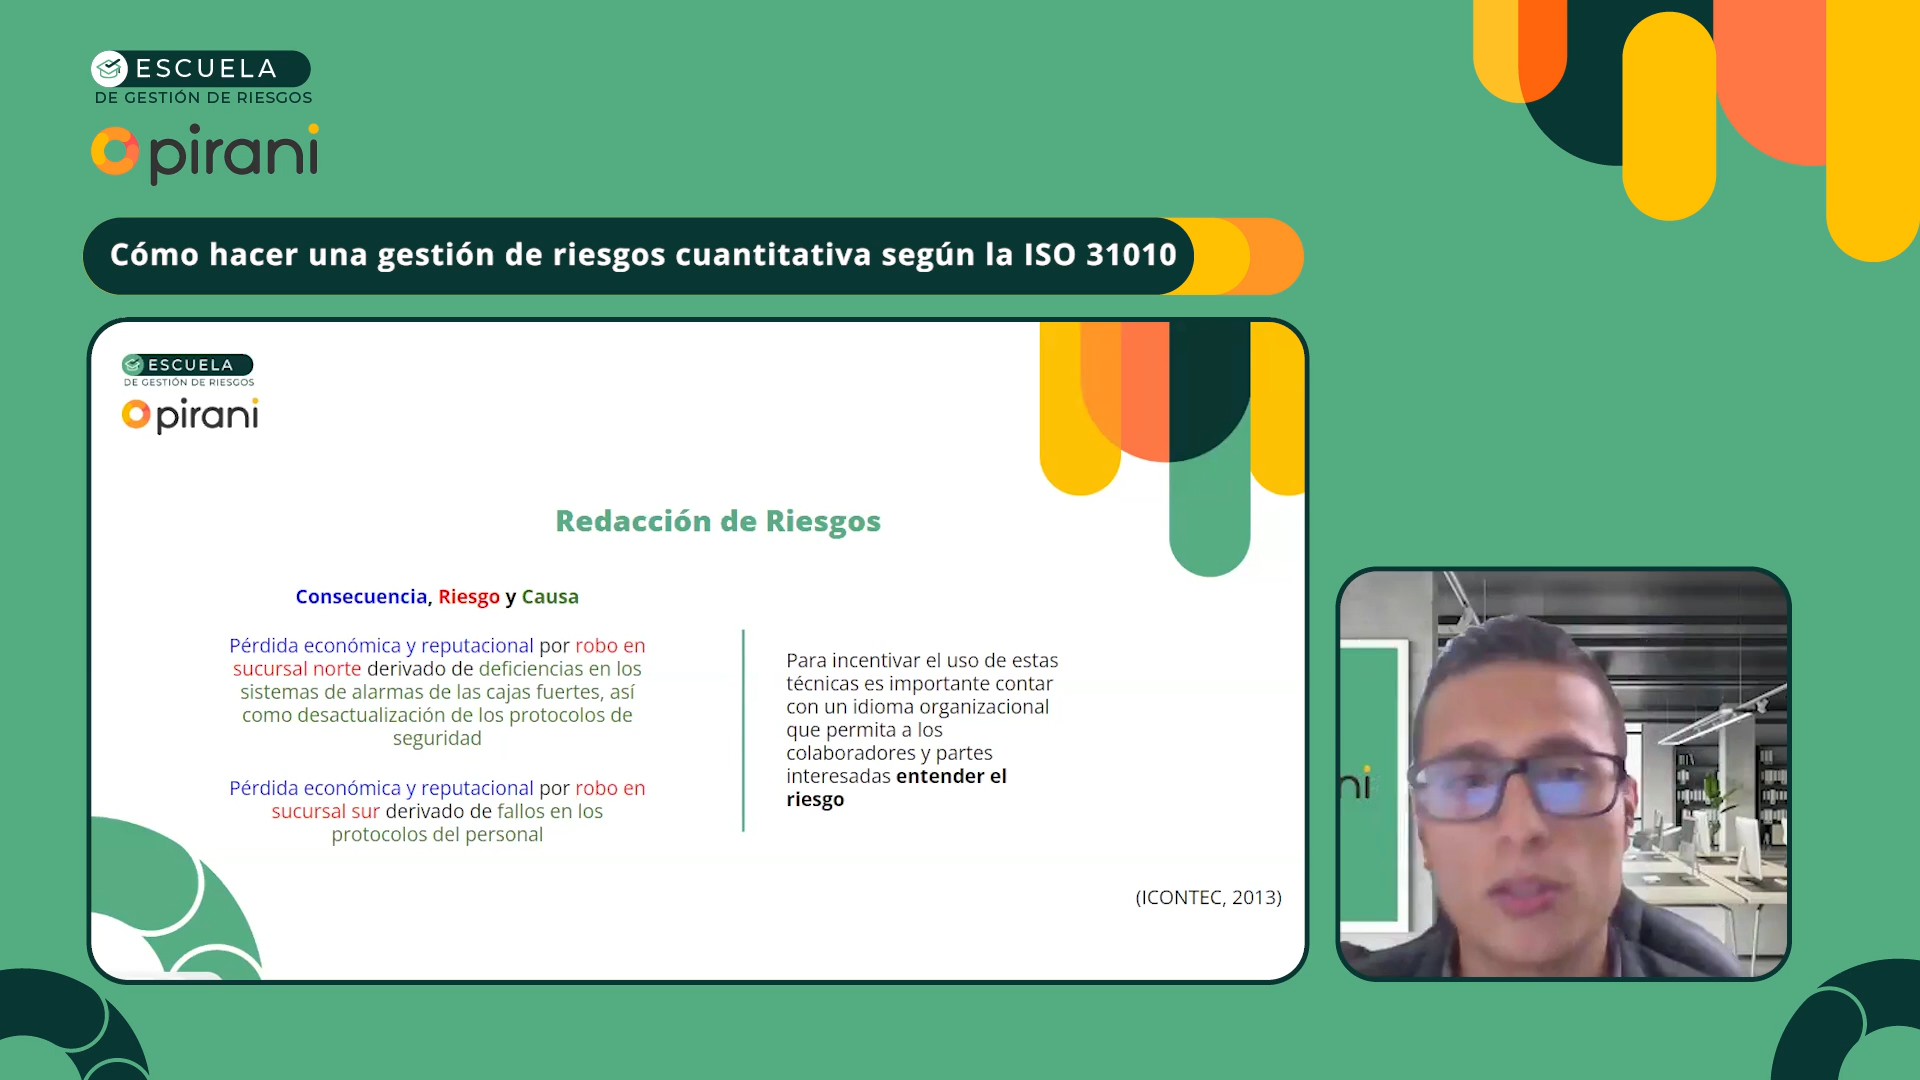 ESCUELA
DE GESTIÓN DE RIESGOS
pirani
Cómo hacer una gestión de riesgos cuantitativa según la ISO 31010
ESCUELA
DE GESTIÓN DE RIESGOS
pirani
Redacción de Riesgos
Consecuencia, Riesgo y Causa
Pérdida económica y reputacional por robo en
sucursal norte derivado de deficiencias en los
sistemas de alarmas de las cajas fuertes, así
como desactualización de los protocolos de
seguridad
Pérdida económica y reputacional por robo en
sucursal sur derivado de fallos en los
protocolos del personal
Para incentivar el uso de estas
técnicas es importante contar
con un idioma organizacional
que permita a los
colaboradores y partes
interesadas entender el
riesgo
(ICONTEC, 2013)
ni